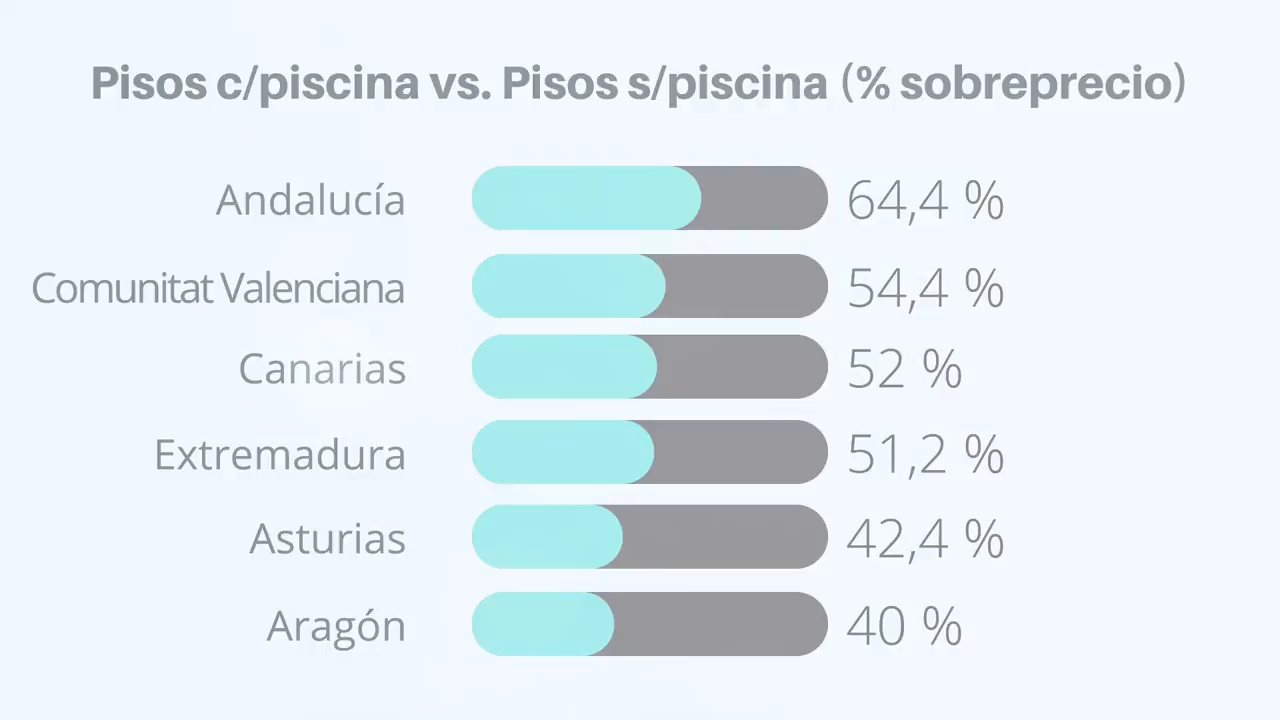 Pisos c/piscina vs. Pisos s/piscina (% sobreprecio)
Andalucía 64,4 %
Comunitat Valenciana 54,4 %
Canarias 52 %
Extremadura 51,2 %
Asturias 42,4 %
Aragón 40 %